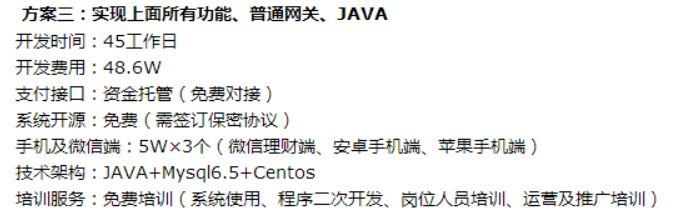 方案三：实现上面所有功能、普通网关、JAVA
开发时间：45工作日
开发费用：48.6W
支付接口：资金托管（免费对接）
系统开源：免费（需签订保密协议）
手机及微信端：5W×3个（微信理财端、安卓手机端、苹果手机端）
技术架构：JAVA+Mysql6.5+Centos
培训服务：免费培训（系统使用、程序二次开发、岗位人员培训、运营及推广培训）